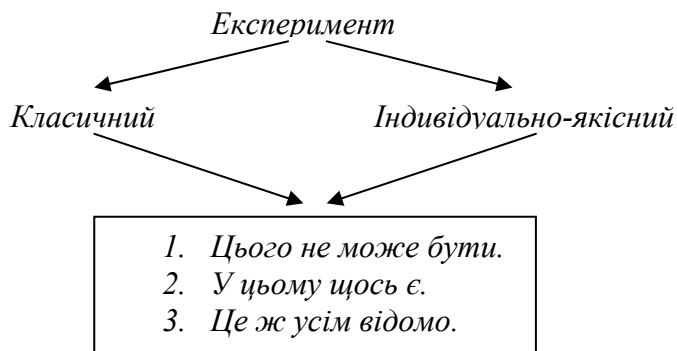 Експеримент
Класичний Індивідуально-якісний
1. Цього не може бути.
2. У цьому щось є.
3. Це ж усім відомо.